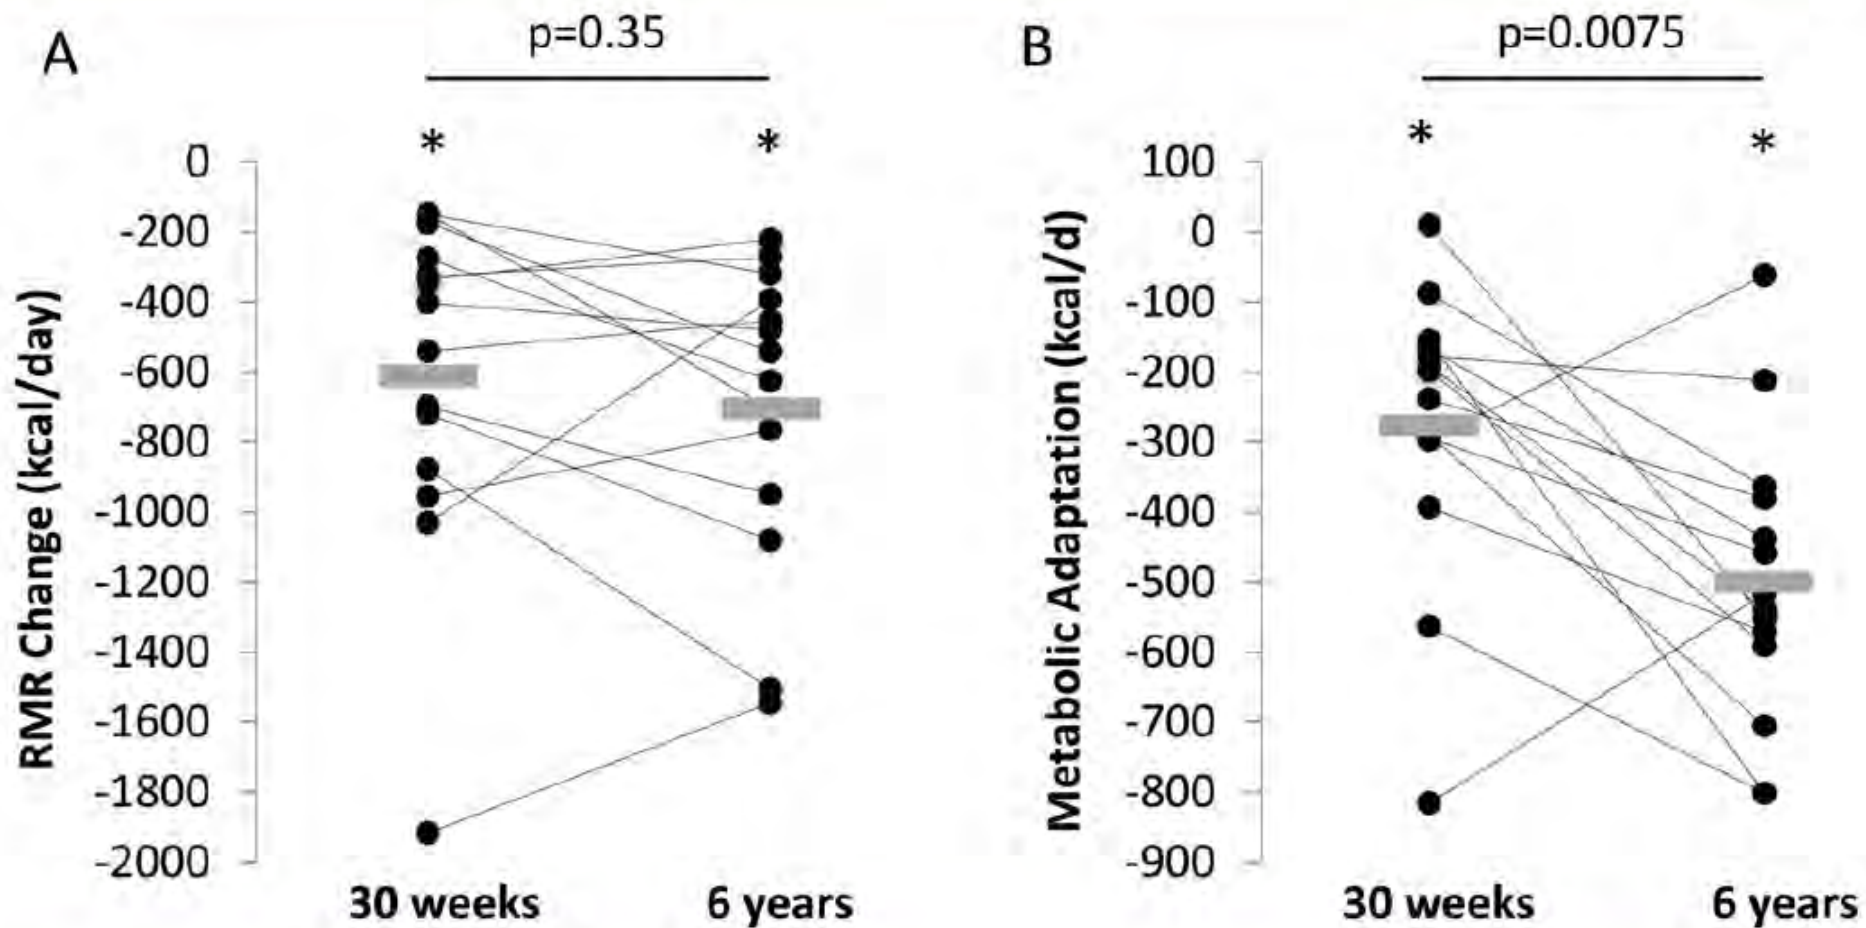 A
p=0.35
*
*
RMR Change (kcal/day)
0
-200
-400
-600
-800
-1000
-1200
-1400
-1600
-1800
-2000
30 weeks
6 years
B
p=0.0075
*
*
Metabolic Adaptation (kcal/d)
100
0
-100
-200
-300
-400
-500
-600
-700
-800
-900
30 weeks
6 years